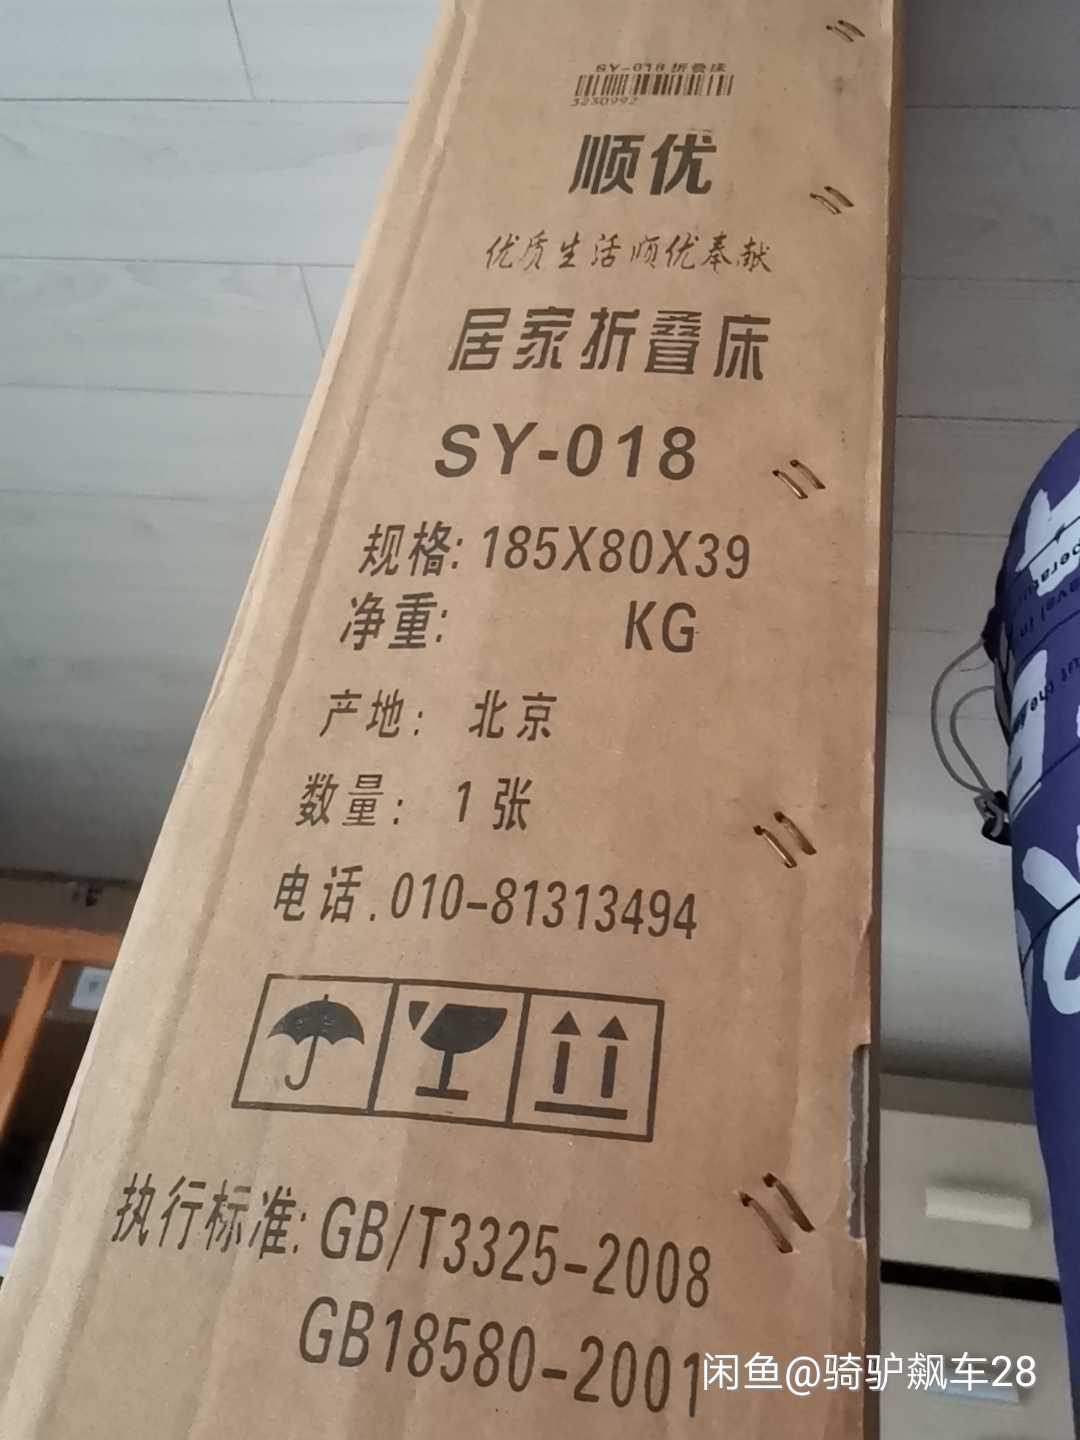 SY-018 折叠床
3230992
顺优
优质生活顺优奉献
居家折叠床
SY-018
规格: 185X80X39
净重: KG
产地: 北京
数量: 1 张
电话.010-81313494
执行标准: GB/T3325-2008
GB18580-2001
闲鱼@骑驴飙车28